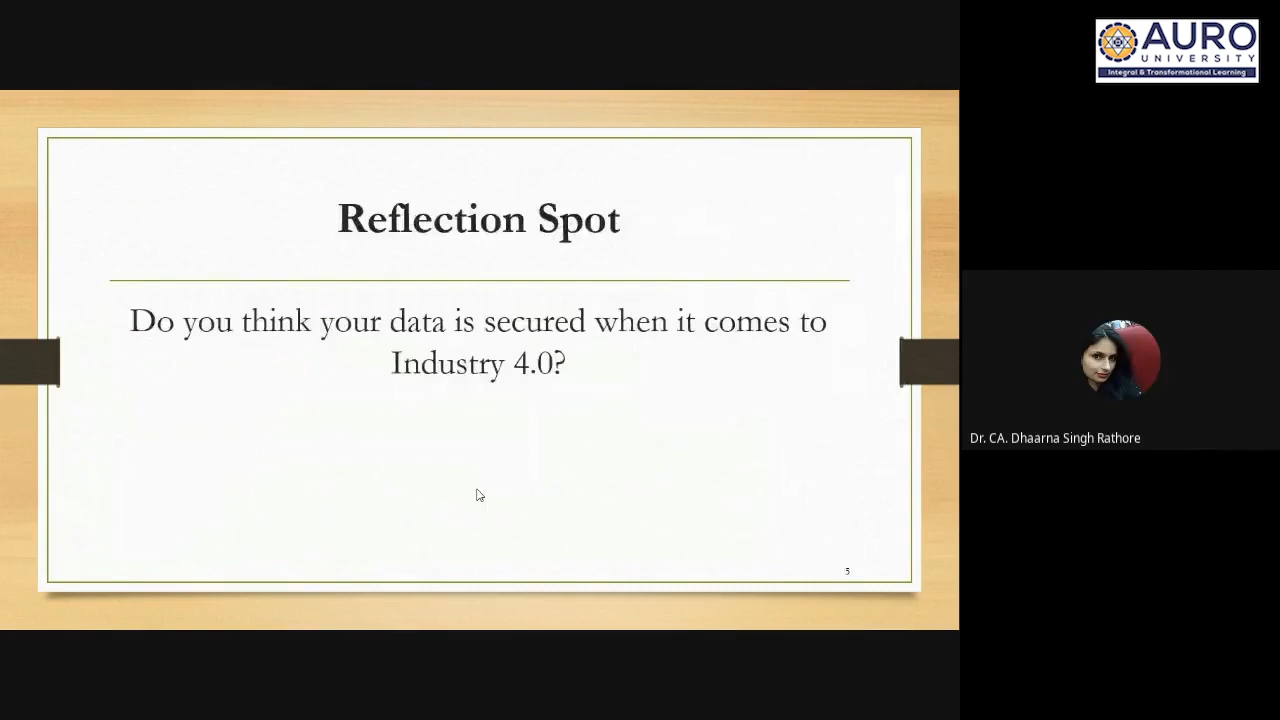 AURO
UNIVERSITY
Integral & Transformational Learning
Reflection Spot
Do you think your data is secured when it comes to
Industry 4.0?
5
Dr. CA. Dhaarna Singh Rathore